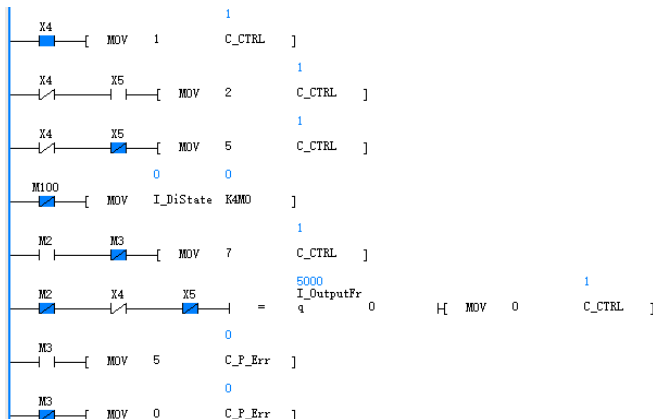 1
X4
[ MOV 1 C_CTRL ]
1
X4 X5
[ MOV 2 C_CTRL ]
1
X4 X5
[ MOV 5 C_CTRL ]
0 0
M100
[ MOV I_DiState K4M0 ]
1
M2 M3
[ MOV 7 C_CTRL ]
5000 1
M2 X4 X5 I_OutputFr
= q 0 [ MOV 0 C_CTRL ]
0
M3
[ MOV 5 C_P_Err ]
0
M3
[ MOV 0 C_P_Err ]